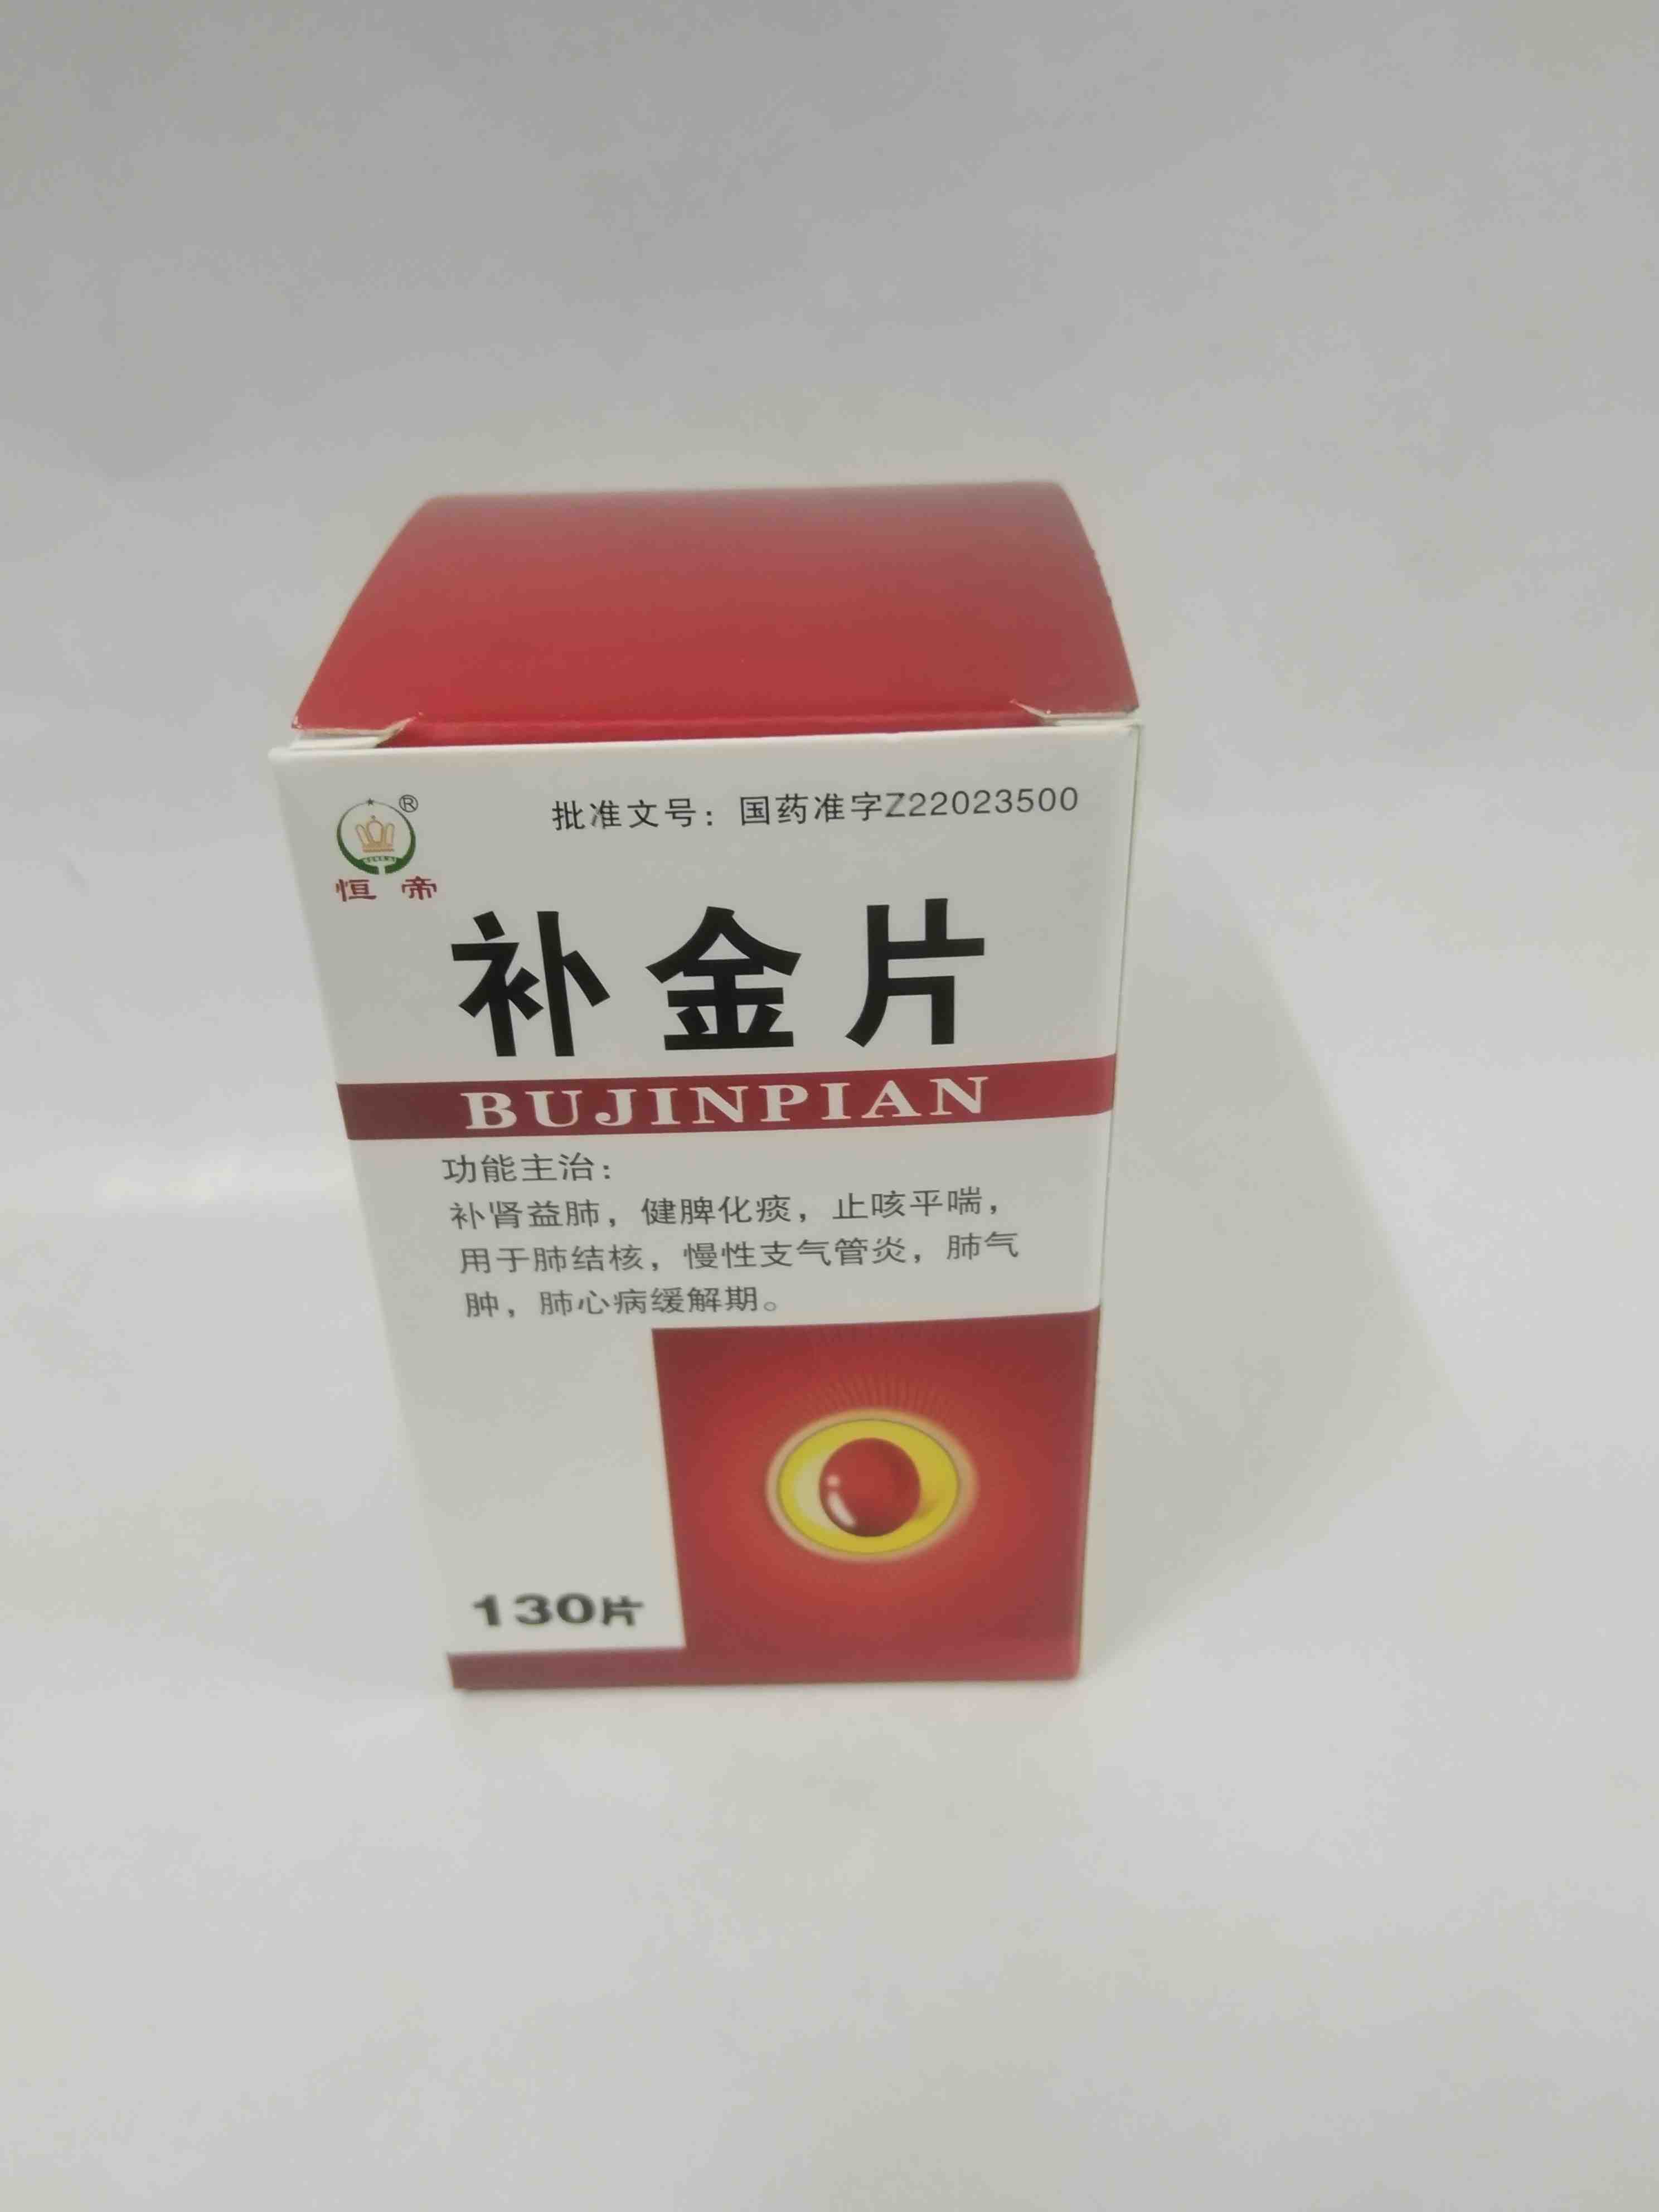 批准文号：国药准字Z22023500
®
恒帝
补金片
BUJINPIAN
功能主治：
补肾益肺，健脾化痰，止咳平喘，
用于肺结核，慢性支气管炎，肺气
肿，肺心病缓解期。
130片